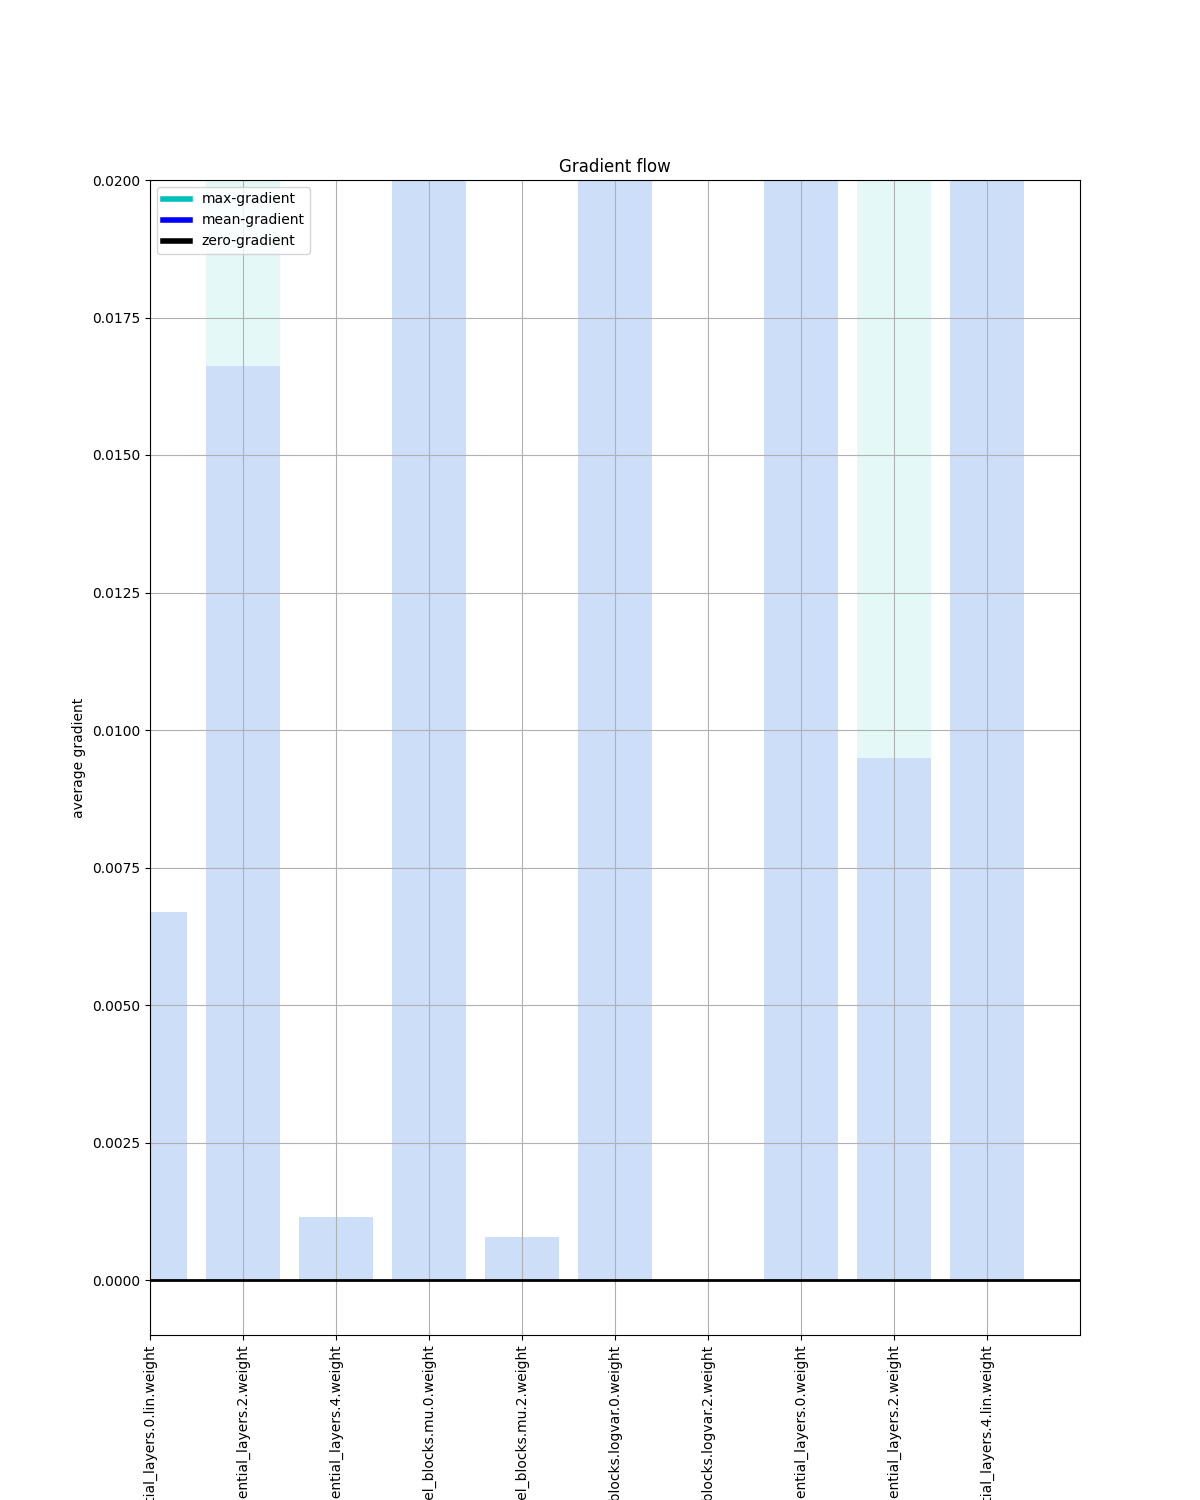 Gradient flow
max-gradient
mean-gradient
zero-gradient
0.0200
0.0175
0.0150
0.0125
0.0100
0.0075
0.0050
0.0025
0.0000
average gradient
tial_layers.0.lin.weight
ential_layers.2.weight
ential_layers.4.weight
el_blocks.mu.0.weight
el_blocks.mu.2.weight
blocks.logvar.0.weight
blocks.logvar.2.weight
ential_layers.0.weight
ential_layers.2.weight
tial_layers.4.lin.weight